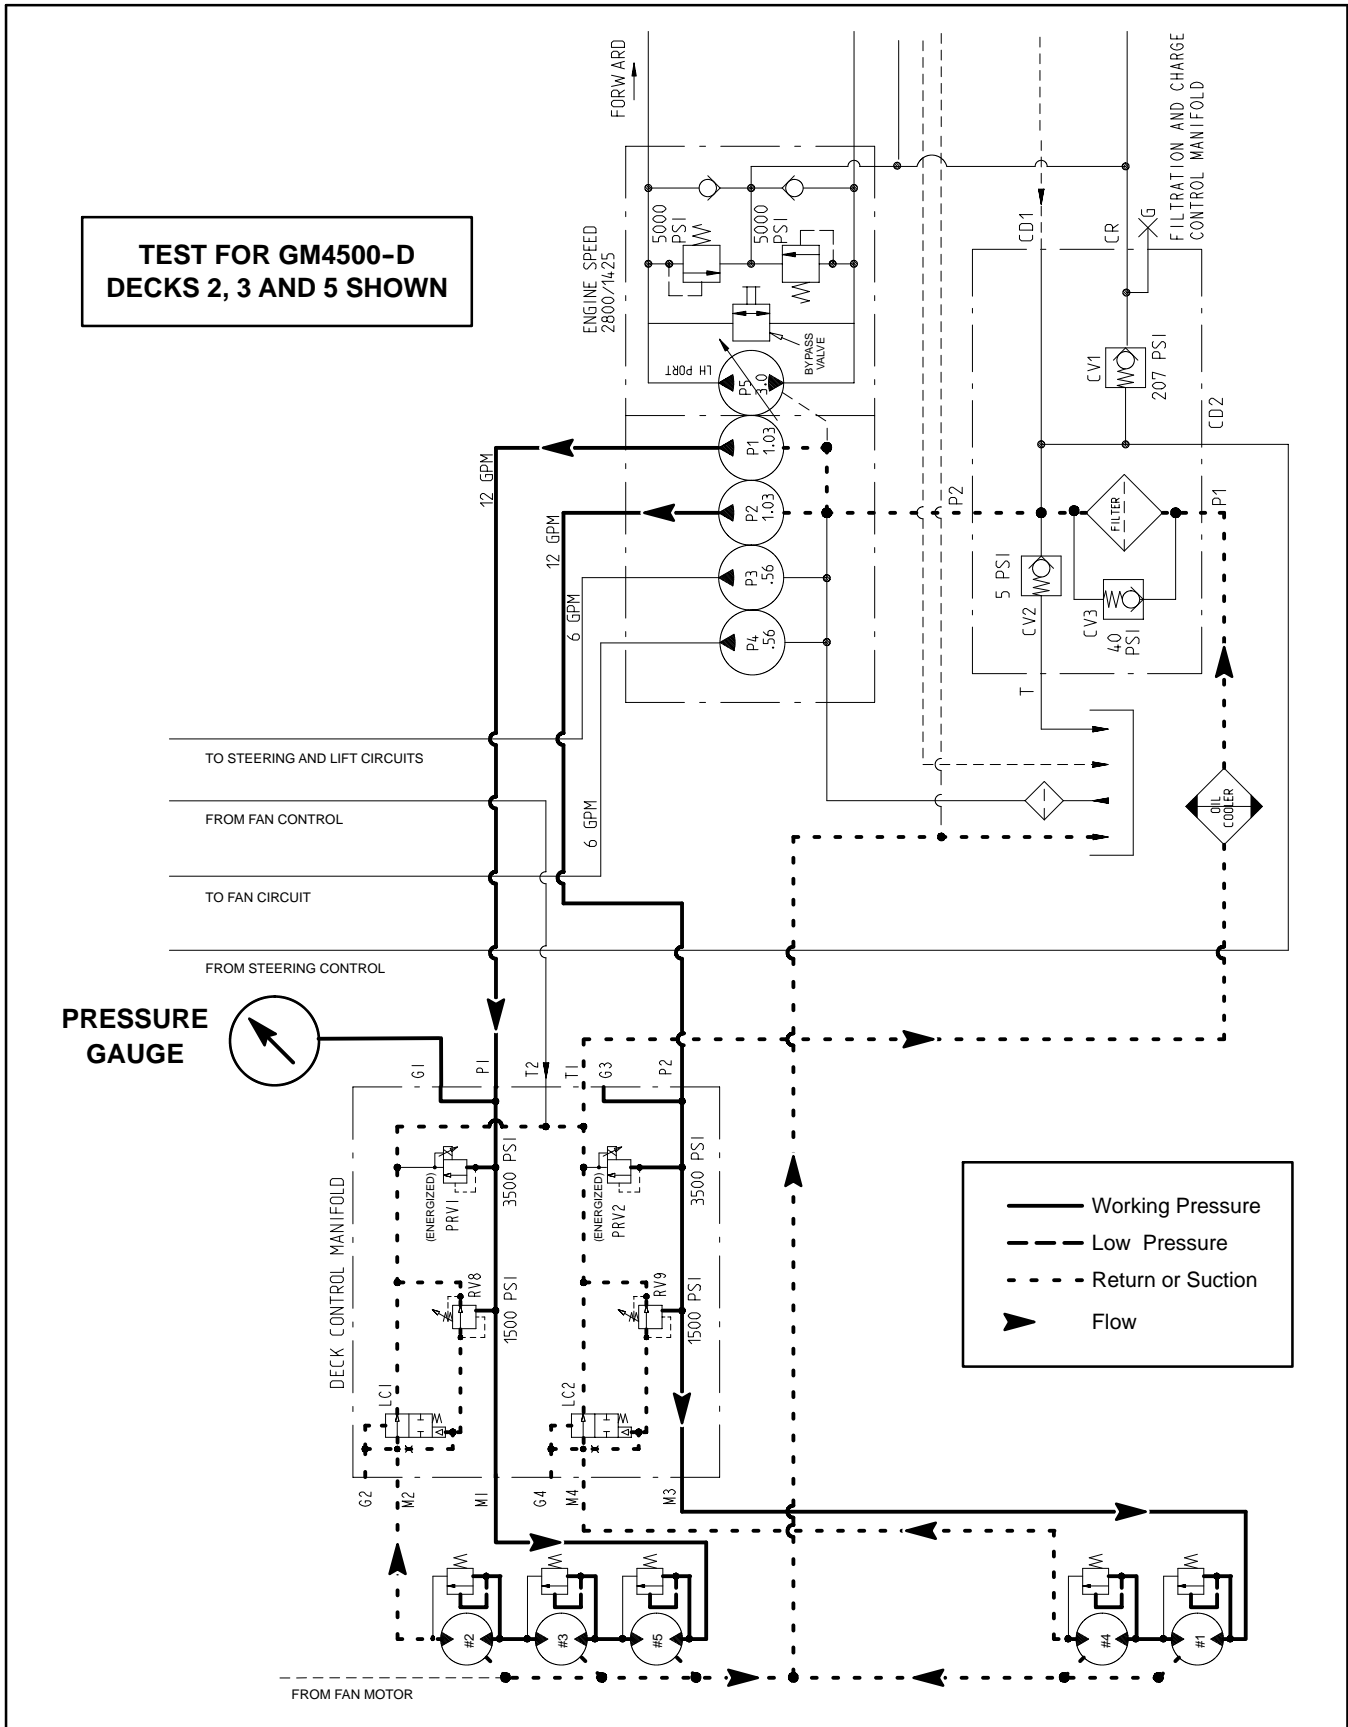 TEST FOR GM4500-D
DECKS 2, 3 AND 5 SHOWN
FORWARD
ENGINE SPEED
2800/1425
5000
PSI
5000
PSI
BYPASS
VALVE
LH PORT
P5
3.0
P1
1.03
P2
1.03
P3
.56
P4
.56
12 GPM
12 GPM
6 GPM
6 GPM
CD1
CR
G
FILTRATION AND CHARGE
CONTROL MANIFOLD
CV1
207 PSI
CD2
P2
FILTER
P1
5 PSI
CV2
CV3
40
PSI
T
OIL
COOLER
TO STEERING AND LIFT CIRCUITS
FROM FAN CONTROL
TO FAN CIRCUIT
FROM STEERING CONTROL
PRESSURE
GAUGE
G1
P1
T2
T1
G3
P2
DECK CONTROL MANIFOLD
(ENERGIZED)
PRV1
3500 PSI
(ENERGIZED)
PRV2
3500 PSI
RV8
1500 PSI
RV9
1500 PSI
LC1
LC2
G2
M2
M1
G4
M4
M3
Working Pressure
Low Pressure
Return or Suction
Flow
#2
#3
#5
#4
#1
FROM FAN MOTOR